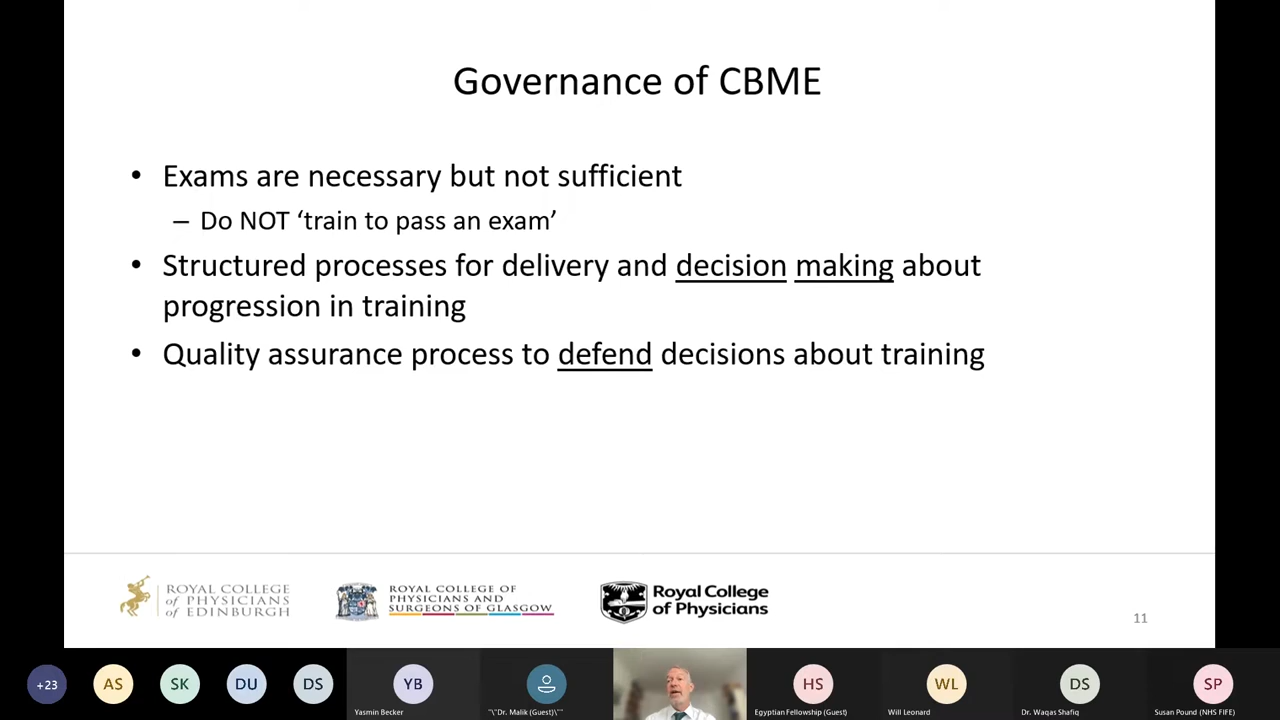 Governance of CBME
• Exams are necessary but not sufficient
– Do NOT ‘train to pass an exam’
• Structured processes for delivery and decision making about
progression in training
• Quality assurance process to defend decisions about training
ROYAL COLLEGE
of PHYSICIANS
of EDINBURGH
ROYAL COLLEGE OF
PHYSICIANS AND
SURGEONS OF GLASGOW
Royal College
of Physicians
11
+23
AS
SK
DU
DS
YB
HS
WL
DS
SP
Yasmin Becker
"\"Dr. Malik (Guest)\""
Egyptian Fellowship (Guest)
Will Leonard
Dr. Waqas Shafiq
Susan Pound (NHS FIFE)